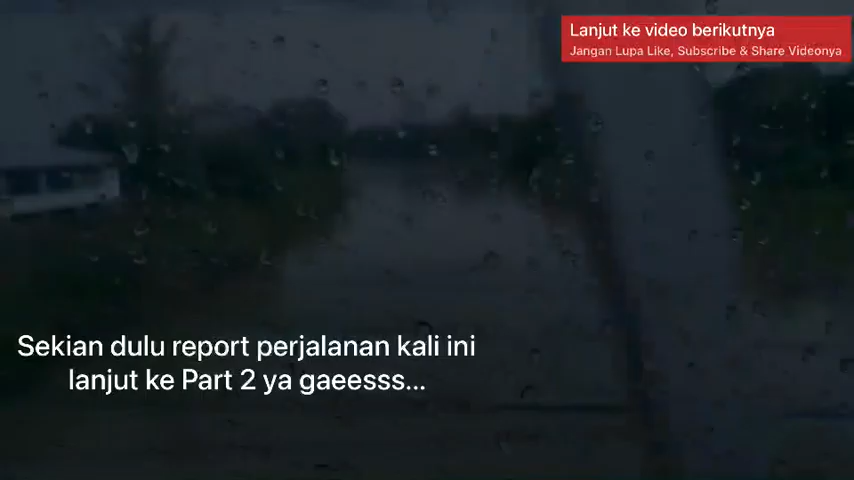 Lanjut ke video berikutnya
Jangan Lupa Like, Subscribe & Share Videonya
Sekian dulu report perjalanan kali ini
lanjut ke Part 2 ya gaeesss...